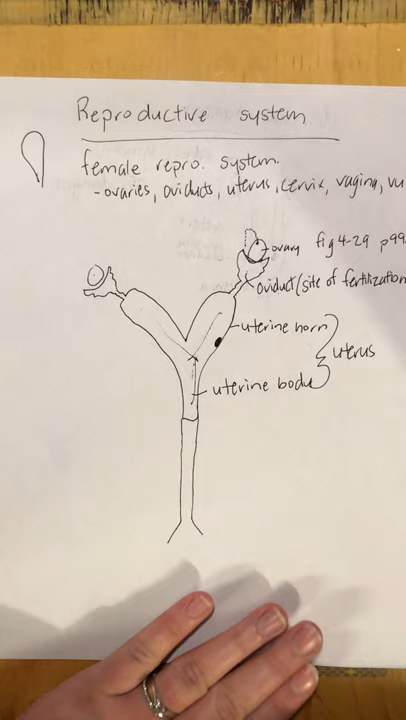 Reproductive system
female repro. system.
- ovaries, oviducts, uterus, cervix, vagina, vu
ovary fig 4-29 p99
oviduct (site of fertilization
uterine horn
uterus
uterine body